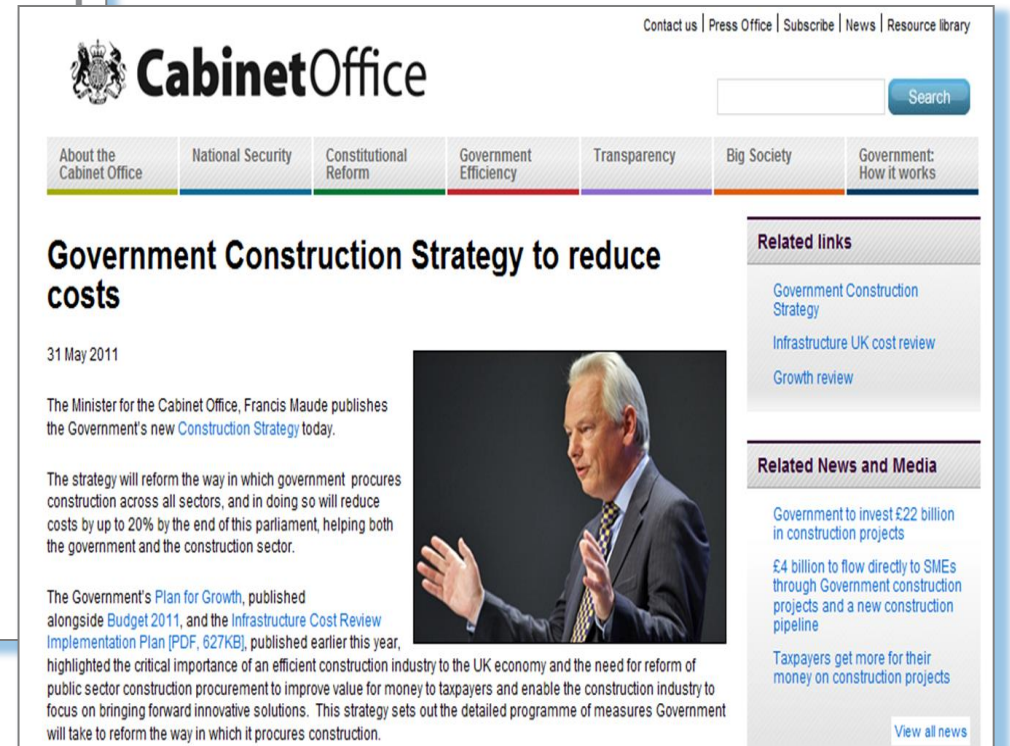 Contact us | Press Office | Subscribe | News | Resource library
CabinetOffice
Search
About the
Cabinet Office
National Security
Constitutional
Reform
Government
Efficiency
Transparency
Big Society
Government:
How it works
Government Construction Strategy to reduce
costs
31 May 2011
The Minister for the Cabinet Office, Francis Maude publishes
the Government's new Construction Strategy today.
The strategy will reform the way in which government procures
construction across all sectors, and in doing so will reduce
costs by up to 20% by the end of this parliament, helping both
the government and the construction sector.
The Government's Plan for Growth, published
alongside Budget 2011, and the Infrastructure Cost Review
Implementation Plan [PDF, 627KB], published earlier this year,
highlighted the critical importance of an efficient construction industry to the UK economy and the need for reform of
public sector construction procurement to improve value for money to taxpayers and enable the construction industry to
focus on bringing forward innovative solutions. This strategy sets out the detailed programme of measures Government
will take to reform the way in which it procures construction.
Related links
Government Construction
Strategy
Infrastructure UK cost review
Growth review
Related News and Media
Government to invest £22 billion
in construction projects
£4 billion to flow directly to SMEs
through Government construction
projects and a new construction
pipeline
Taxpayers get more for their
money on construction projects
View all news